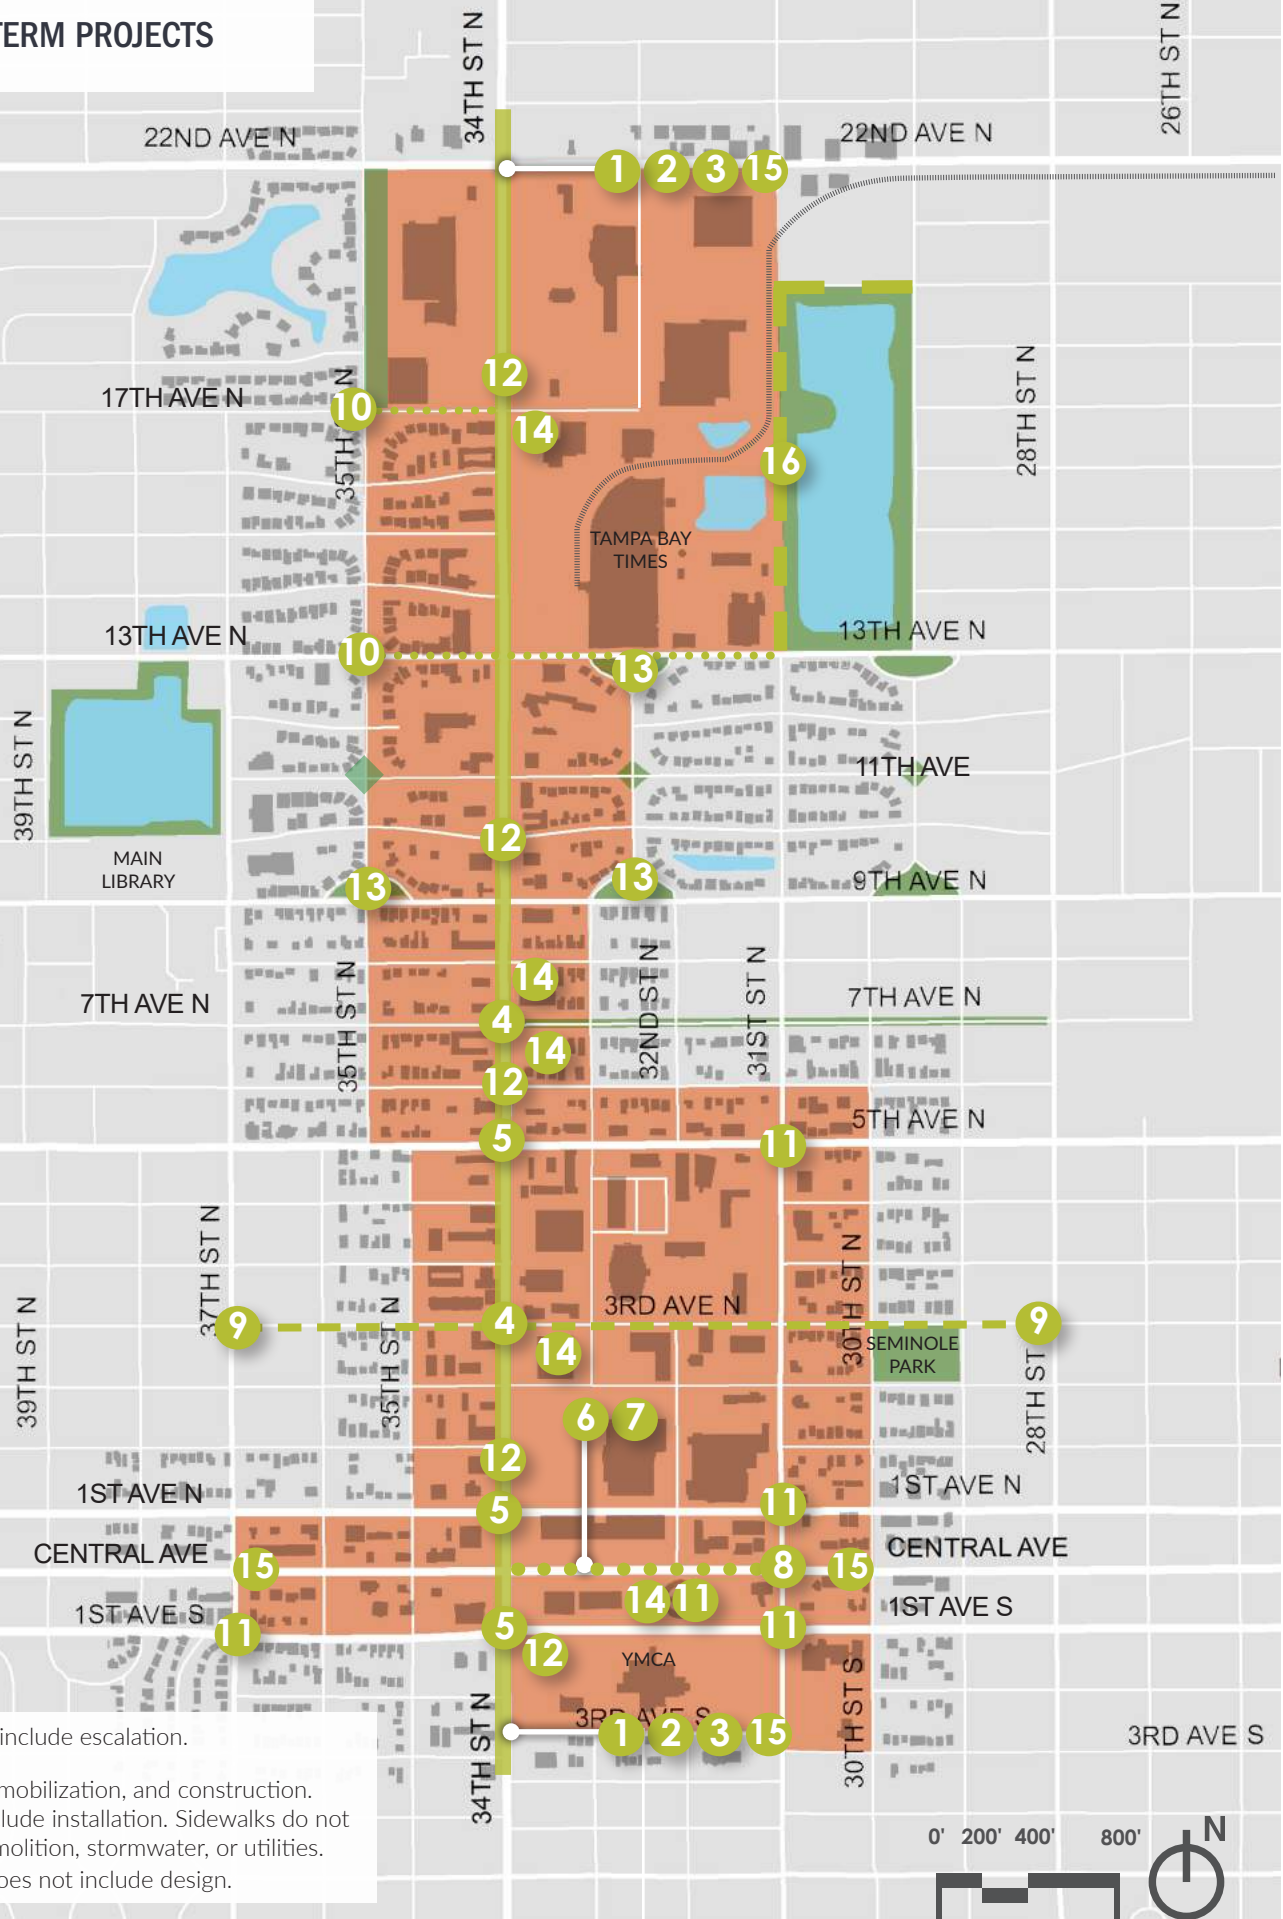 TERM PROJECTS
34TH ST N
26TH ST N
22ND AVE N
22ND AVE N
1 2 3 15
12
17TH AVE N
35TH ST N
10
14
28TH ST N
16
TAMPA BAY
TIMES
13TH AVE N
13TH AVE N
10
13
39TH ST N
11TH AVE
12
MAIN
LIBRARY
13
13
9TH AVE N
35TH ST N
32ND ST N
31ST ST N
14
7TH AVE N
7TH AVE N
4
14
12
5TH AVE N
5
11
37TH ST N
39TH ST N
35TH ST N
30TH ST N
9
3RD AVE N
4
9
14
SEMINOLE
PARK
28TH ST
6 7
12
1ST AVE N
1ST AVE N
5
11
CENTRAL AVE
CENTRAL AVE
15
8
15
14 11
1ST AVE S
1ST AVE S
11
5
11
12
YMCA
34TH ST N
30TH ST S
3RD AVE S
1 2 3 15
3RD AVE S
include escalation.
mobilization, and construction.
lude installation. Sidewalks do not
molition, stormwater, or utilities.
oes not include design.
0' 200' 400' 800'
N